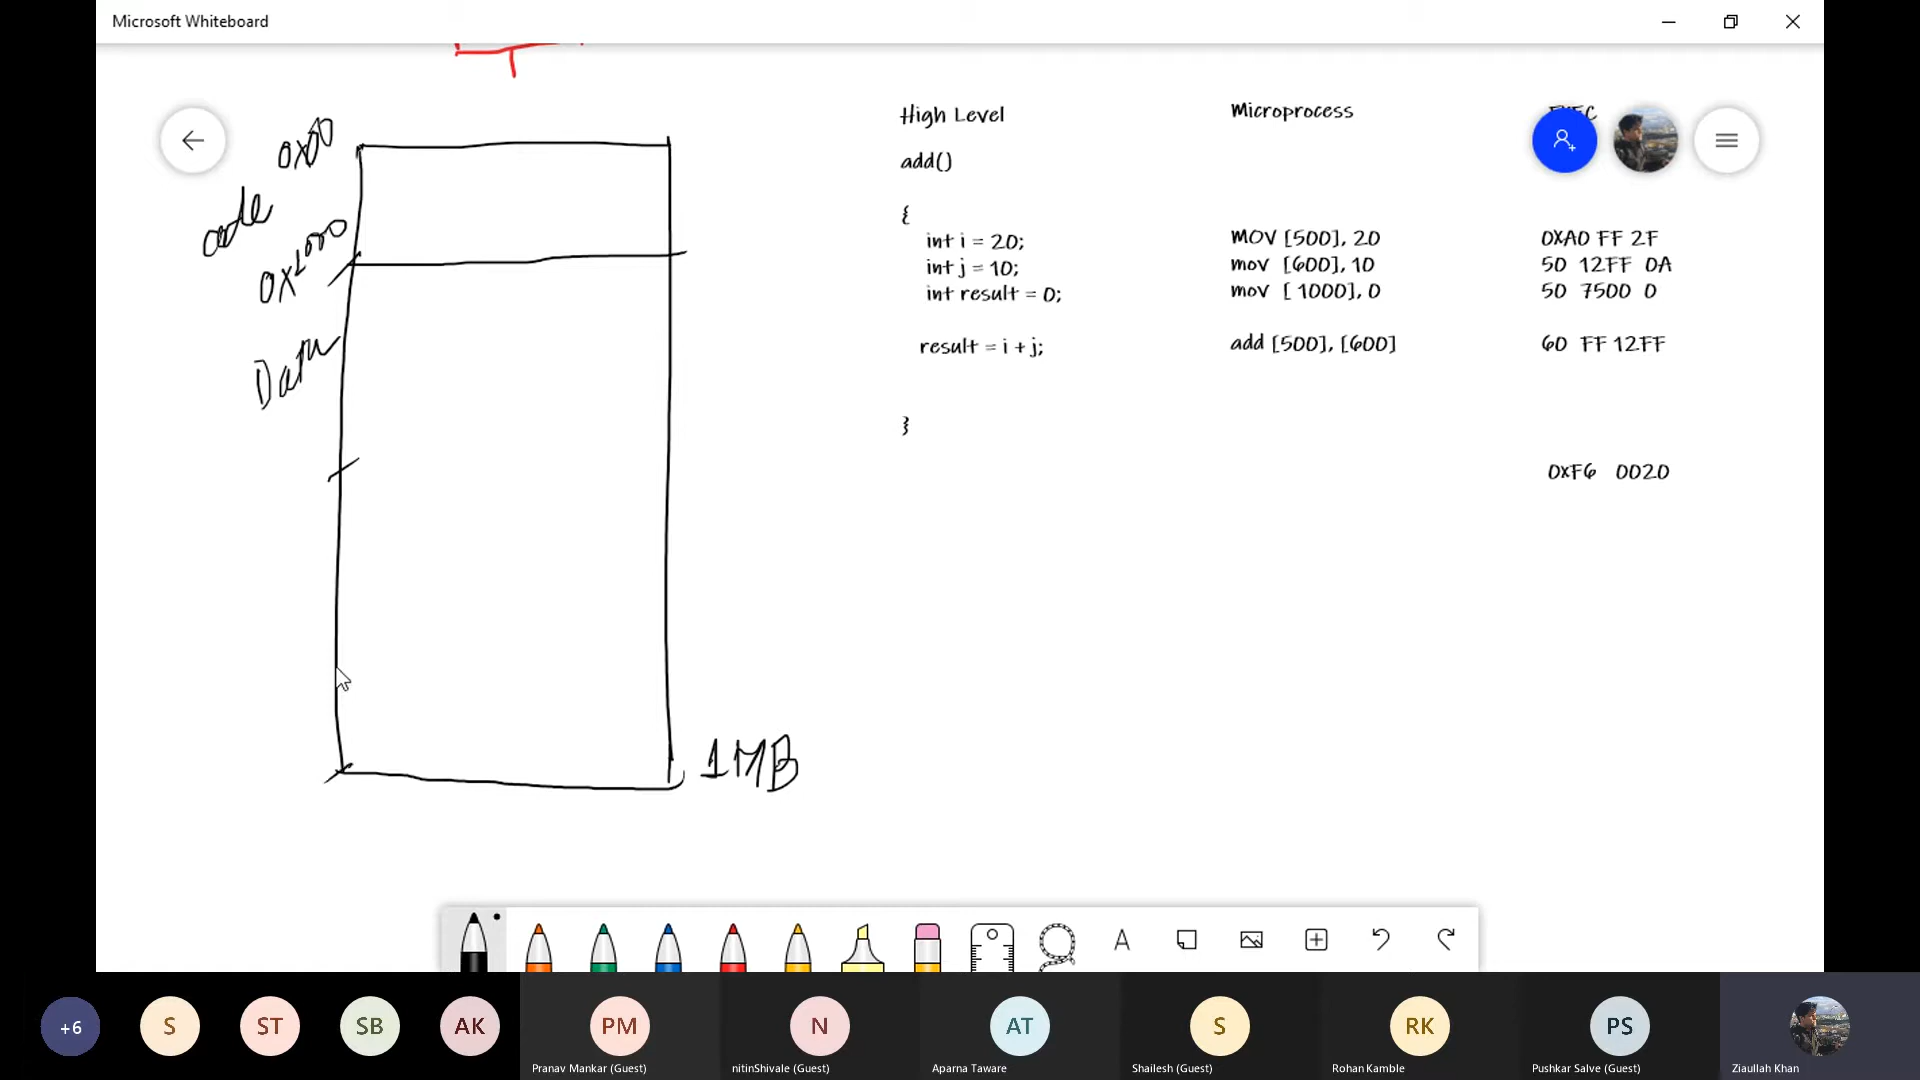 Microsoft Whiteboard
0x00
code
0x1000
Data
1MB
High Level
add()
{
int i = 20;
int j = 10;
int result = 0;
result = i + j;
}
Microprocess
MOV [500], 20
mov [600], 10
mov [ 1000], 0
add [500], [600]
0XA0 FF 2F
50 12FF 0A
50 7500 0
60 FF 12FF
0xF6 0020
A
+6
S
ST
SB
AK
PM
Pranav Mankar (Guest)
N
nitinShivale (Guest)
AT
Aparna Taware
S
Shailesh (Guest)
RK
Rohan Kamble
PS
Pushkar Salve (Guest)
Ziaullah Khan